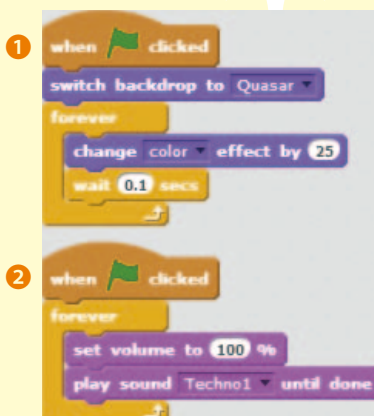 1
when clicked
switch backdrop to Quasar
forever
change color effect by 25
wait 0.1 secs
2
when clicked
forever
set volume to 100 %
play sound Techno1 until done